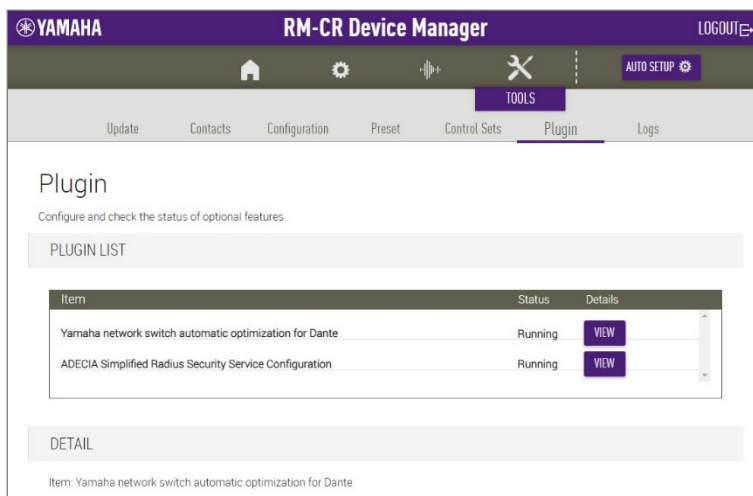 YAMAHA RM-CR Device Manager LOGOUT
AUTO SETUP
TOOLS
Update Contacts Configuration Preset Control Sets Plugin Logs
Plugin
Configure and check the status of optional features.
PLUGIN LIST
Item Status Details
Yamaha network switch automatic optimization for Dante Running VIEW
ADECIA Simplified Radius Security Service Configuration Running VIEW
DETAIL
Item: Yamaha network switch automatic optimization for Dante